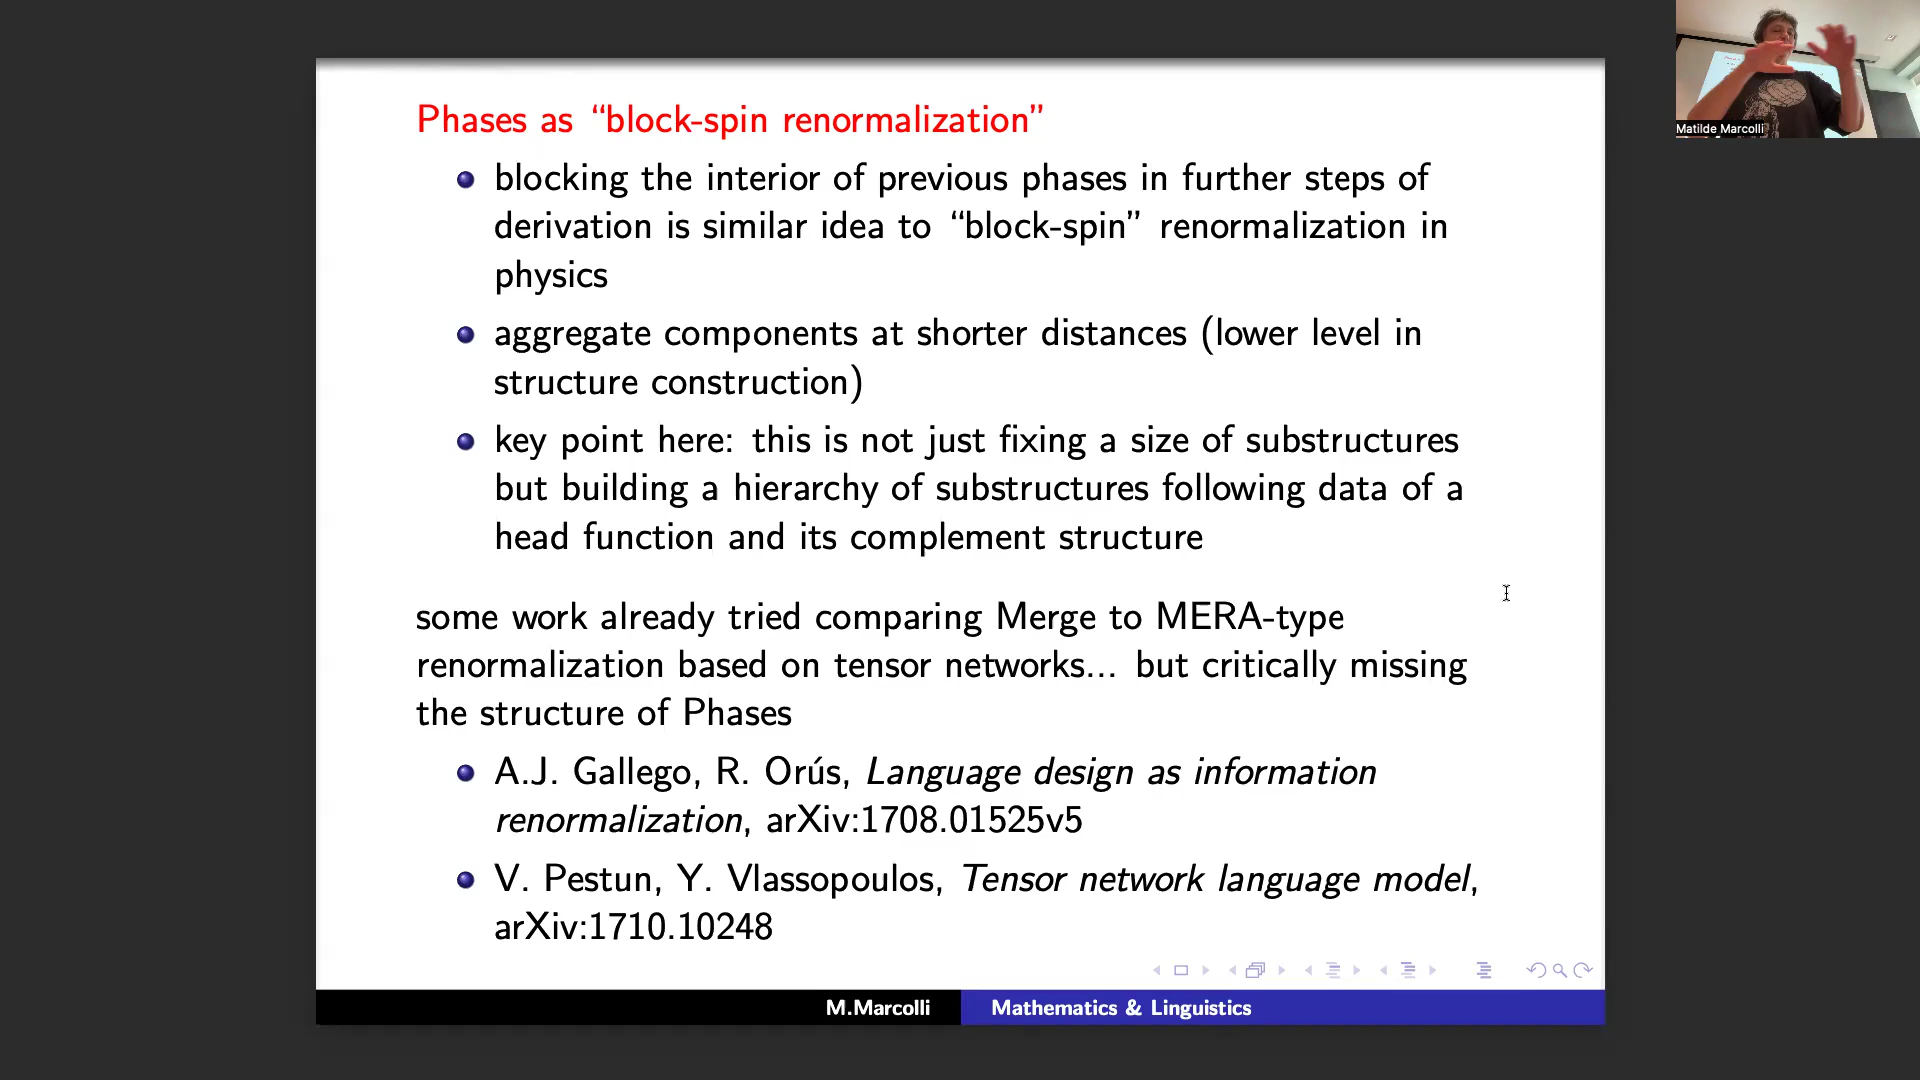 Phases as “block-spin renormalization”
blocking the interior of previous phases in further steps of
derivation is similar idea to “block-spin” renormalization in
physics
aggregate components at shorter distances (lower level in
structure construction)
key point here: this is not just fixing a size of substructures
but building a hierarchy of substructures following data of a
head function and its complement structure
some work already tried comparing Merge to MERA-type
renormalization based on tensor networks... but critically missing
the structure of Phases
A.J. Gallego, R. Orús, Language design as information
renormalization, arXiv:1708.01525v5
V. Pestun, Y. Vlassopoulos, Tensor network language model,
arXiv:1710.10248
M.Marcolli
Mathematics & Linguistics
Matilde Marcolli